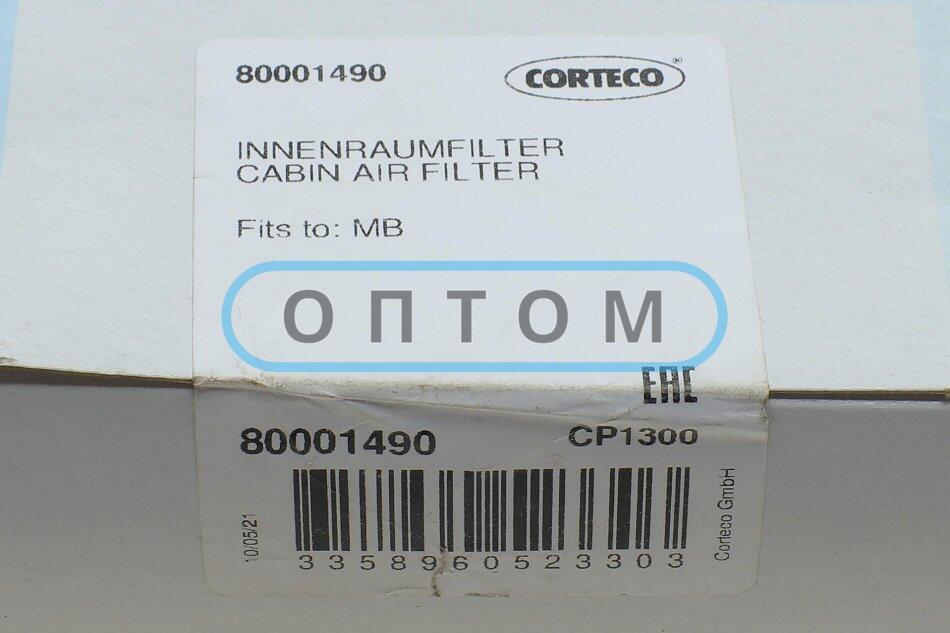 80001490
CORTECO®
INNENRAUMFILTER
CABIN AIR FILTER
Fits to: MB
ОПТОМ
EAC
80001490
CP1300
10/05/21
Corteco GmbH
3358960523303